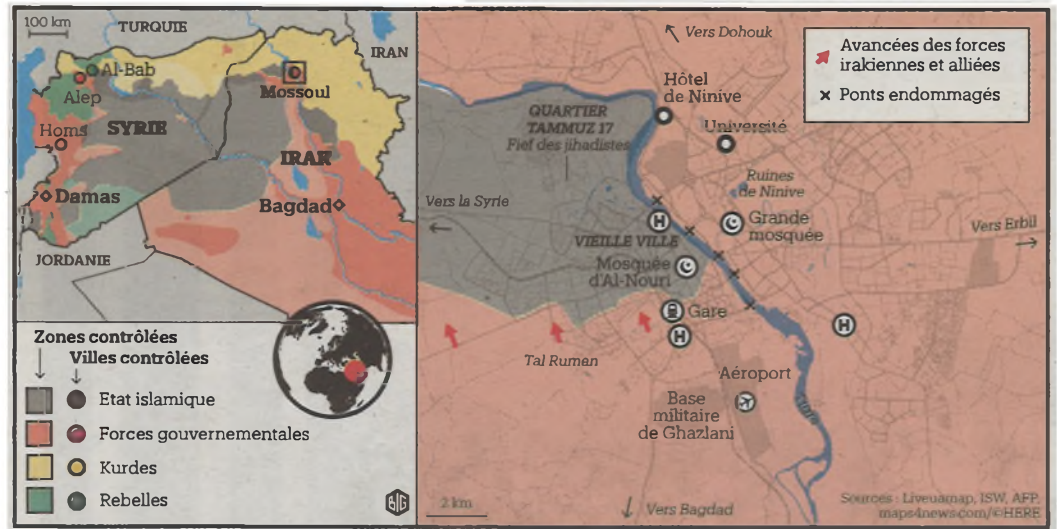 100 km
TURQUIE
IRAN
Al-Bab
Alep
Mossoul
Homs
SYRIE
IRAK
Damas
Bagdad
JORDANIE
Zones contrôlées
Villes contrôlées
Etat islamique
Forces gouvernementales
Kurdes
Rebelles
BIG
Vers Dohouk
Avancées des forces
irakiennes et alliées
Ponts endommagés
Hôtel
de Ninive
QUARTIER
TAMMUZ 17
Fief des jihadistes
Université
Ruines
de Ninive
Vers la Syrie
H
Grande
mosquée
Vers Erbil
VIEILLE VILLE
Mosquée
d'Al-Nouri
Gare
H
H
Tal Ruman
Aéroport
Base
militaire
de Ghazlani
2 km
Vers Bagdad
Sources : Liveuamap, ISW, AFP,
maps4news.com/©HERE